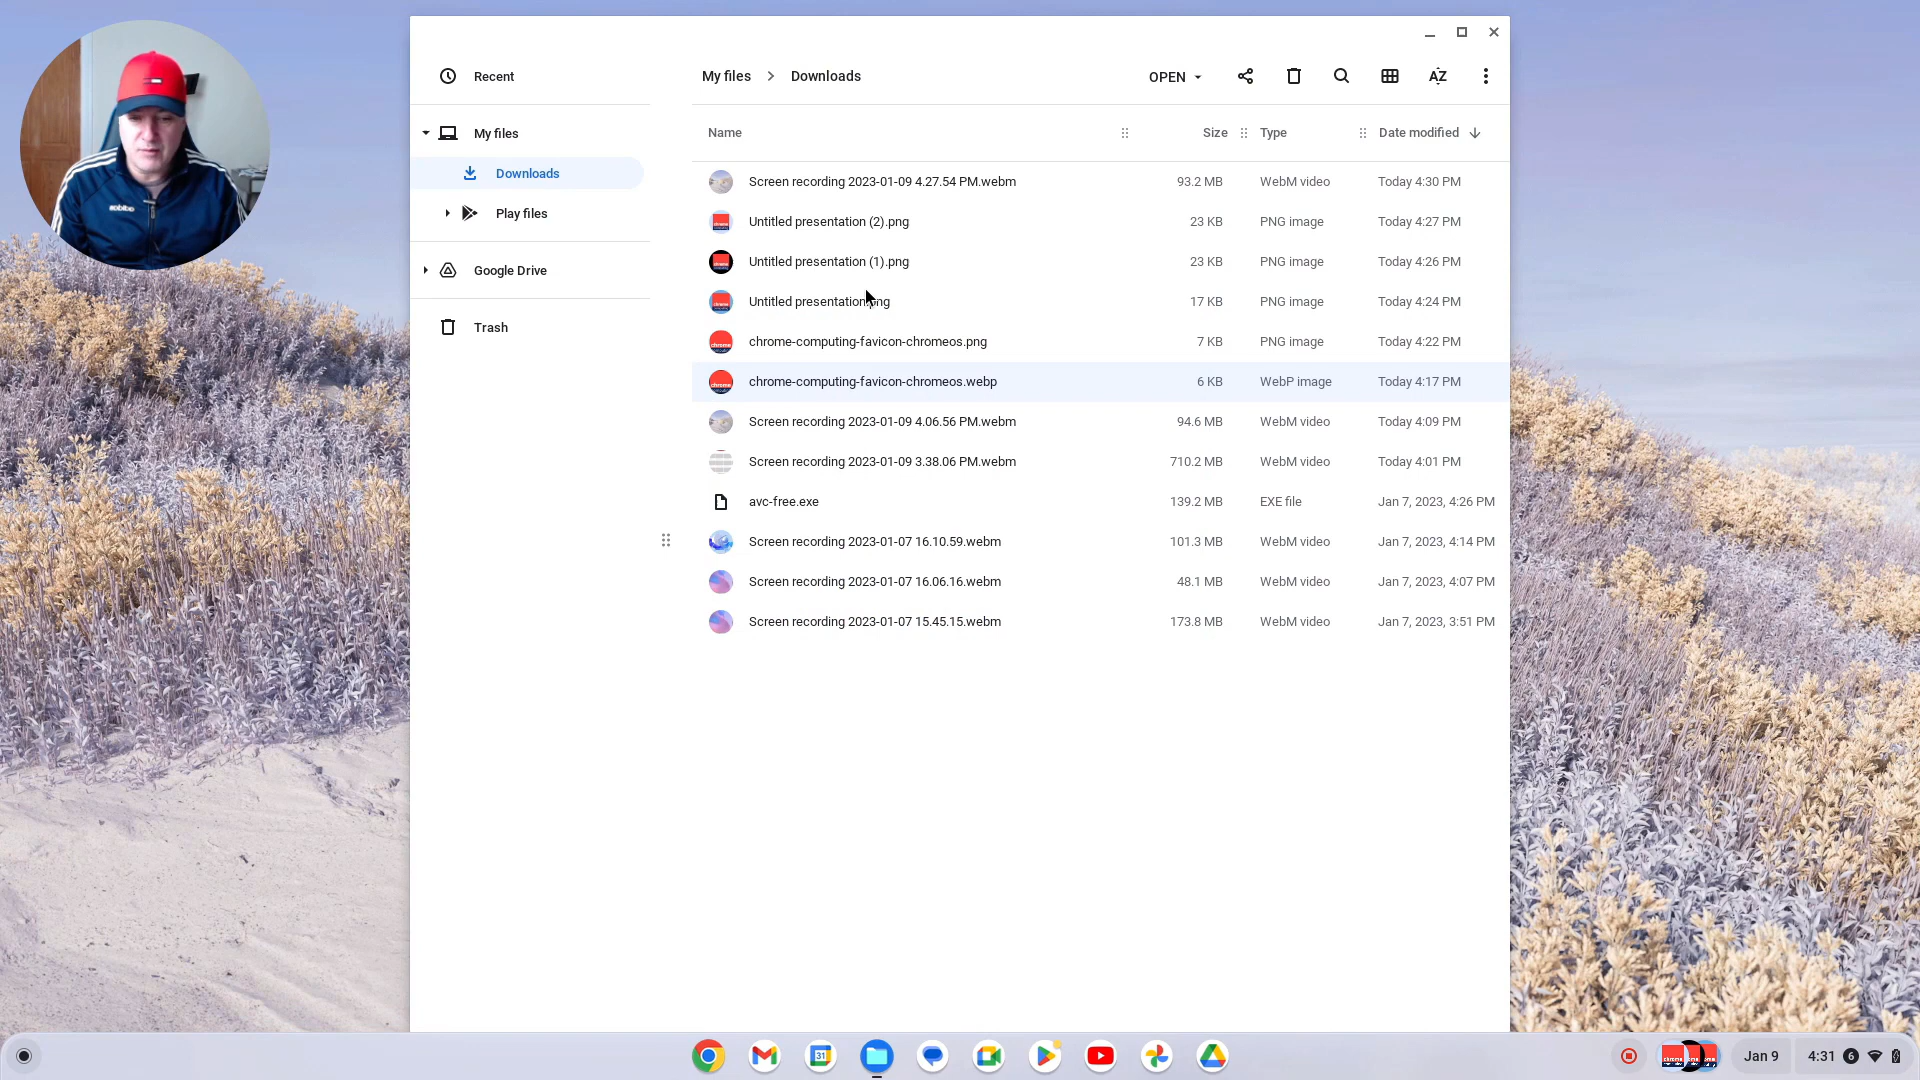 Recent
My files
Downloads
Play files
Google Drive
Trash
My files > Downloads
OPEN
AZ
Name Size Type Date modified
Screen recording 2023-01-09 4.27.54 PM.webm 93.2 MB WebM video Today 4:30 PM
Untitled presentation (2).png 23 KB PNG image Today 4:27 PM
Untitled presentation (1).png 23 KB PNG image Today 4:26 PM
Untitled presentation.png 17 KB PNG image Today 4:24 PM
chrome-computing-favicon-chromeos.png 7 KB PNG image Today 4:22 PM
chrome-computing-favicon-chromeos.webp 6 KB WebP image Today 4:17 PM
Screen recording 2023-01-09 4.06.56 PM.webm 94.6 MB WebM video Today 4:09 PM
Screen recording 2023-01-09 3.38.06 PM.webm 710.2 MB WebM video Today 4:01 PM
avc-free.exe 139.2 MB EXE file Jan 7, 2023, 4:26 PM
Screen recording 2023-01-07 16.10.59.webm 101.3 MB WebM video Jan 7, 2023, 4:14 PM
Screen recording 2023-01-07 16.06.16.webm 48.1 MB WebM video Jan 7, 2023, 4:07 PM
Screen recording 2023-01-07 15.45.15.webm 173.8 MB WebM video Jan 7, 2023, 3:51 PM
31
Jan 9
4:31 6